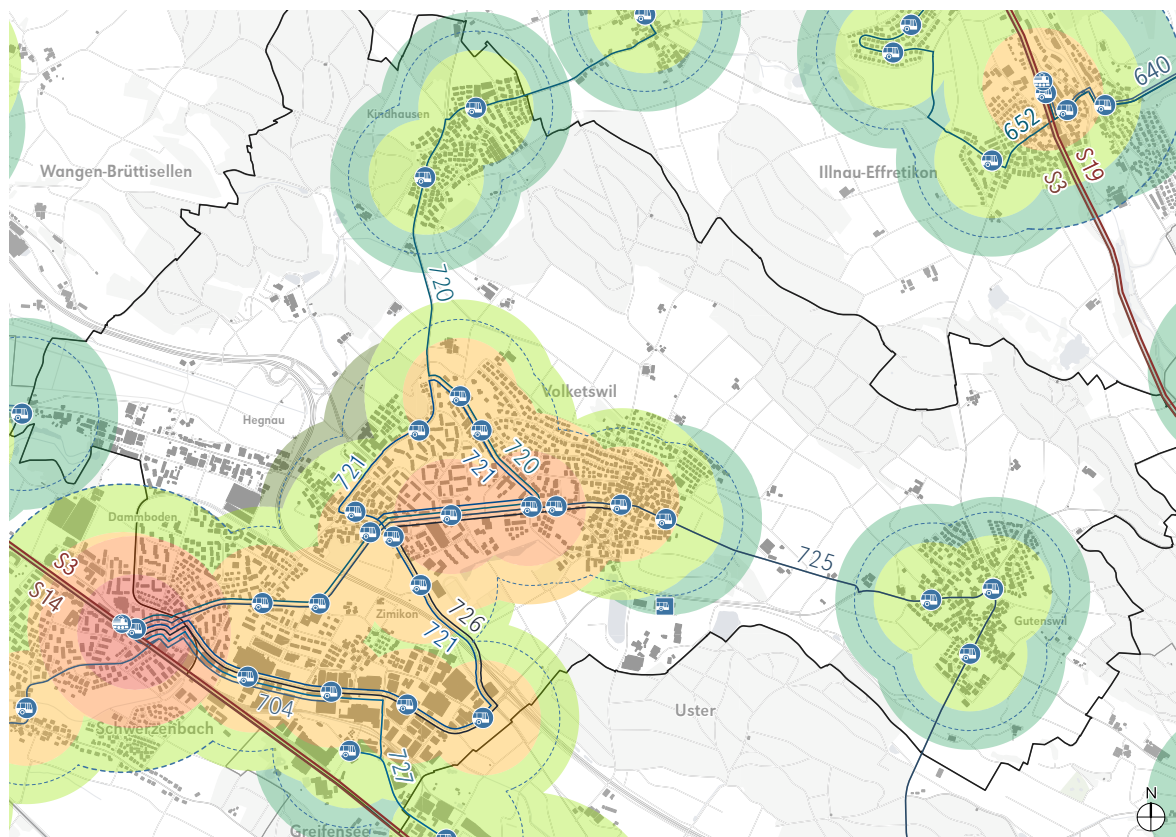 640
Kindhausen
652
Wangen-Brüttisellen
Illnau-Effretikon
S19
S3
720
Volketswil
Hegnau
720
721
721
Dammboden
S3
725
S14
Zimikon
726
721
Gutenswil
704
Uster
Schwerzenbach
727
N
Greifensee